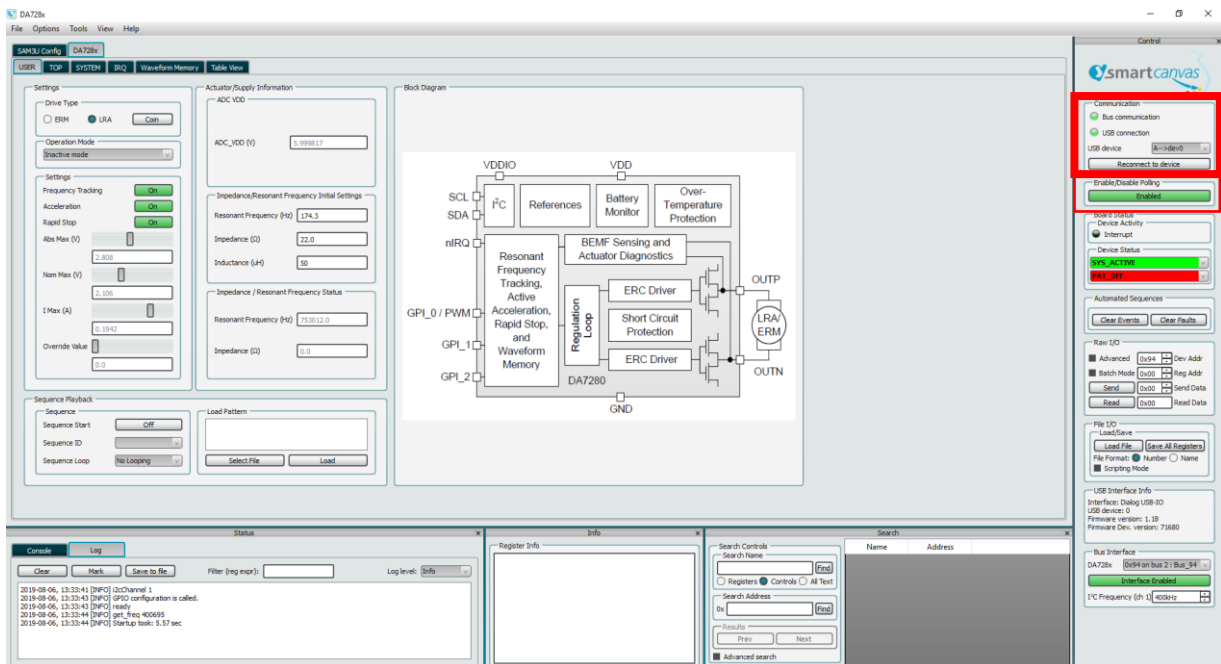 DA728x
File Options Tools View Help
SAM3U Config DA728x
USER TOP SYSTEM IRQ Waveform Memory Table View
Settings
Drive Type
ERM LRA Coin
Operation Mode
Inactive mode
Settings
Frequency Tracking On
Acceleration On
Rapid Stop On
Abs Max (V)
2.808
Nom Max (V)
2.106
I Max (A)
0.1942
Override Value
0.0
Actuator/Supply Information
ADC VDD
ADC_VDD (V) 5.999817
Impedance/Resonant Frequency Initial Settings
Resonant Frequency (Hz) 174.3
Impedance (Ω) 22.0
Inductance (uH) 50
Impedance / Resonant Frequency Status
Resonant Frequency (Hz) 753012.0
Impedance (Ω) 0.0
Block Diagram
VDDIO VDD
SCL
SDA
I²C
References
Battery
Monitor
Over-
Temperature
Protection
nIRQ
GPI_0 / PWM
GPI_1
GPI_2
Resonant
Frequency
Tracking,
Active
Acceleration,
Rapid Stop,
and
Waveform
Memory
BEMF Sensing and
Actuator Diagnostics
Regulation
Loop
ERC Driver
Short Circuit
Protection
ERC Driver
OUTP
LRA/
ERM
OUTN
DA7280
GND
Sequence Playback
Sequence
Sequence Start Off
Sequence ID
Sequence Loop No Looping
Load Pattern
Select File Load
Status
Console Log
Clear Mark Save to file Filter (reg expr): Log level: Info
2019-08-06, 13:33:41 [INFO] i2cChannel 1
2019-08-06, 13:33:43 [INFO] GPIO configuration is called.
2019-08-06, 13:33:43 [INFO] ready
2019-08-06, 13:33:44 [INFO] get_freq 400695
2019-08-06, 13:33:44 [INFO] Startup took: 5.57 sec
Info
Register Info
Search
Search Controls
Search Name
Find
Registers Controls All Text
Search Address
0x Find
Results
Prev Next
Advanced search
Name Address
Control
smartcanvas
Communication
Bus communication
USB connection
USB device A-->dev0
Reconnect to device
Enable/Disable Polling
Enabled
Board Status
Device Activity
Interrupt
Device Status
SYS_ACTIVE
PAT_OFF
Automated Sequences
Clear Events Clear Faults
Raw I/O
Advanced 0x94 Dev Addr
Batch Mode 0x00 Reg Addr
Send 0x00 Send Data
Read 0x00 Read Data
File I/O
Load/Save
Load File Save All Registers
File Format: Number Name
Scripting Mode
USB Interface Info
Interface: Dialog USB-IO
USB device: 0
Firmware version: 1.18
Firmware Dev. version: 71680
Bus Interface
DA728x 0x94 on bus 2 : Bus_94
Interface Enabled
I²C Frequency (ch 1) 400kHz